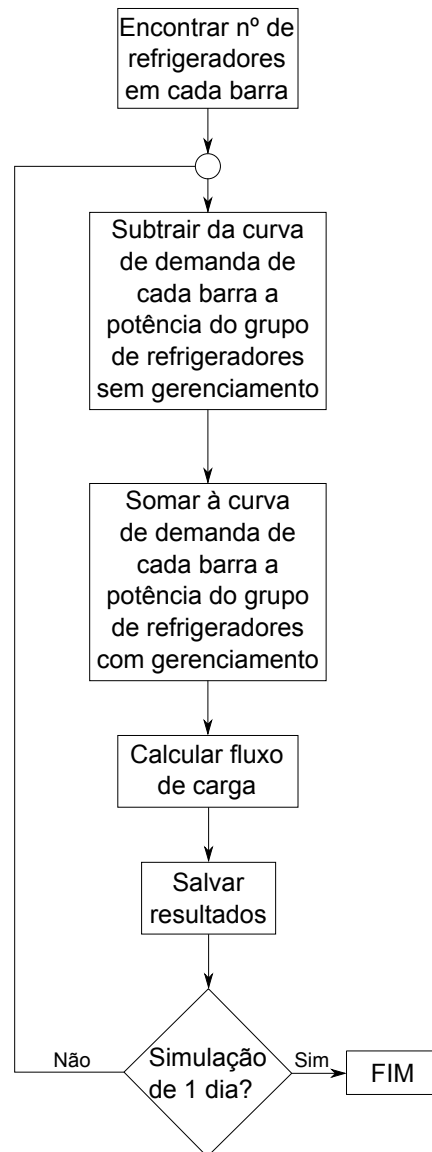 Encontrar nº de
refrigeradores
em cada barra
Subtrair da curva
de demanda de
cada barra a
potência do grupo
de refrigeradores
sem gerenciamento
Somar à curva
de demanda de
cada barra a
potência do grupo
de refrigeradores
com gerenciamento
Calcular fluxo
de carga
Salvar
resultados
Não
Simulação
de 1 dia?
Sim
FIM